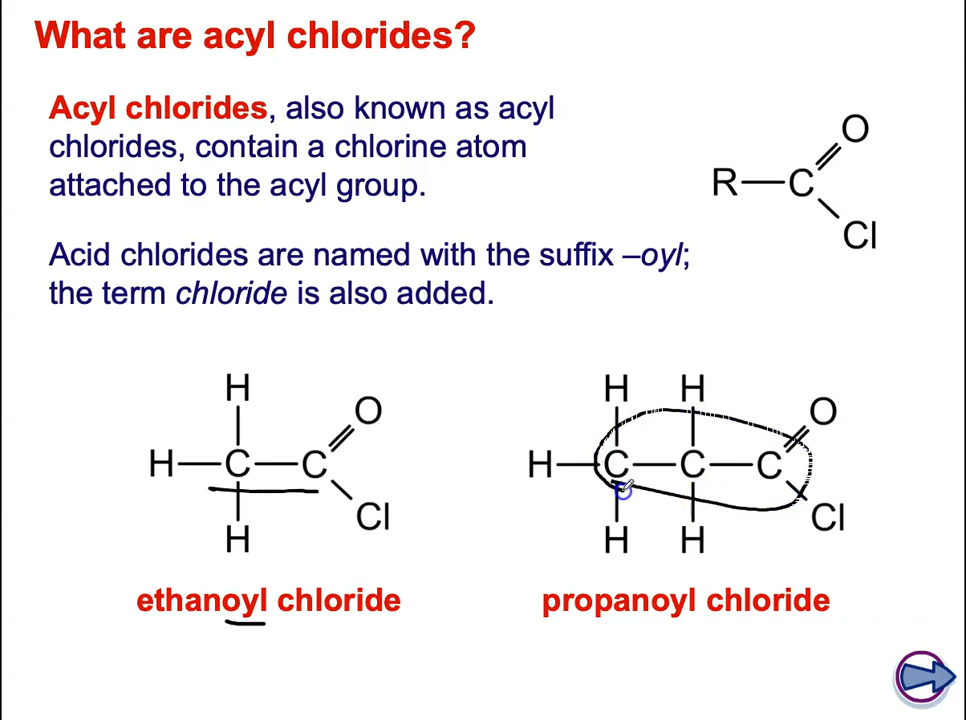 What are acyl chlorides?
Acyl chlorides, also known as acyl
chlorides, contain a chlorine atom
attached to the acyl group.
O
R—C
Cl
Acid chlorides are named with the suffix –oyl;
the term chloride is also added.
H H H
O O
H—C—C H—C—C—C
Cl Cl
H H H
ethanoyl chloride propanoyl chloride